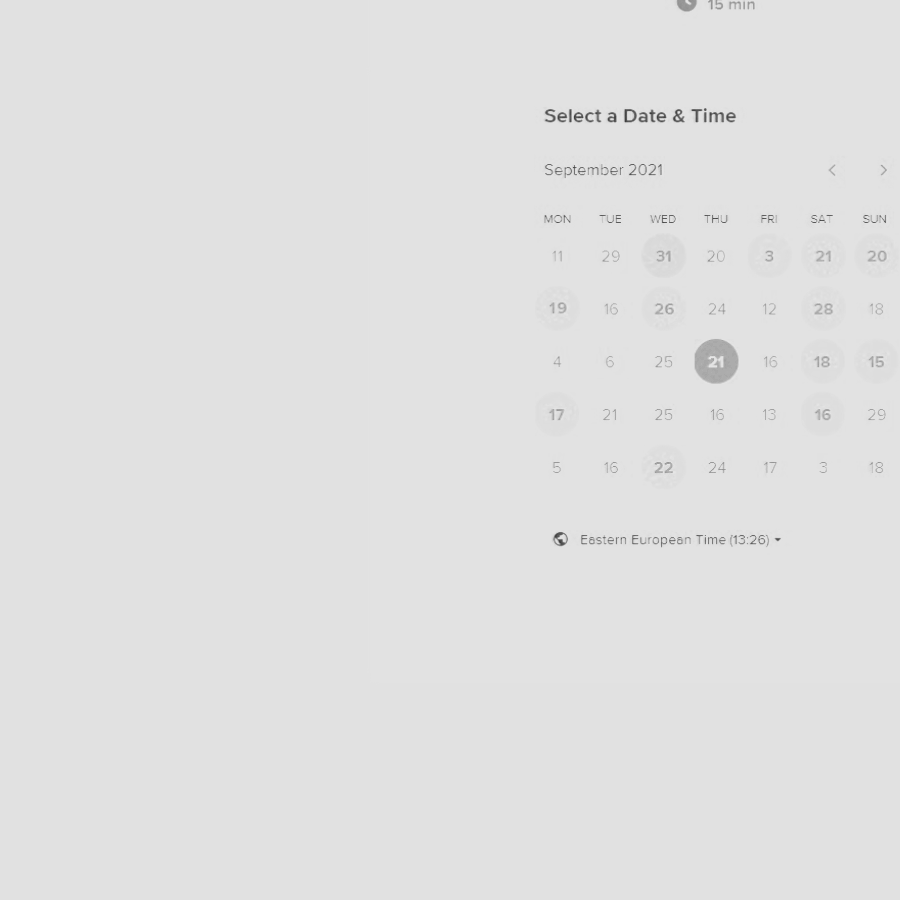 15 min
Select a Date & Time
September 2021
MON TUE WED THU FRI SAT SUN
11 29 31 20 3 21 20
19 16 26 24 12 28 18
4 6 25 21 16 18 15
17 21 25 16 13 16 29
5 16 22 24 17 3 18
Eastern European Time (13:26)